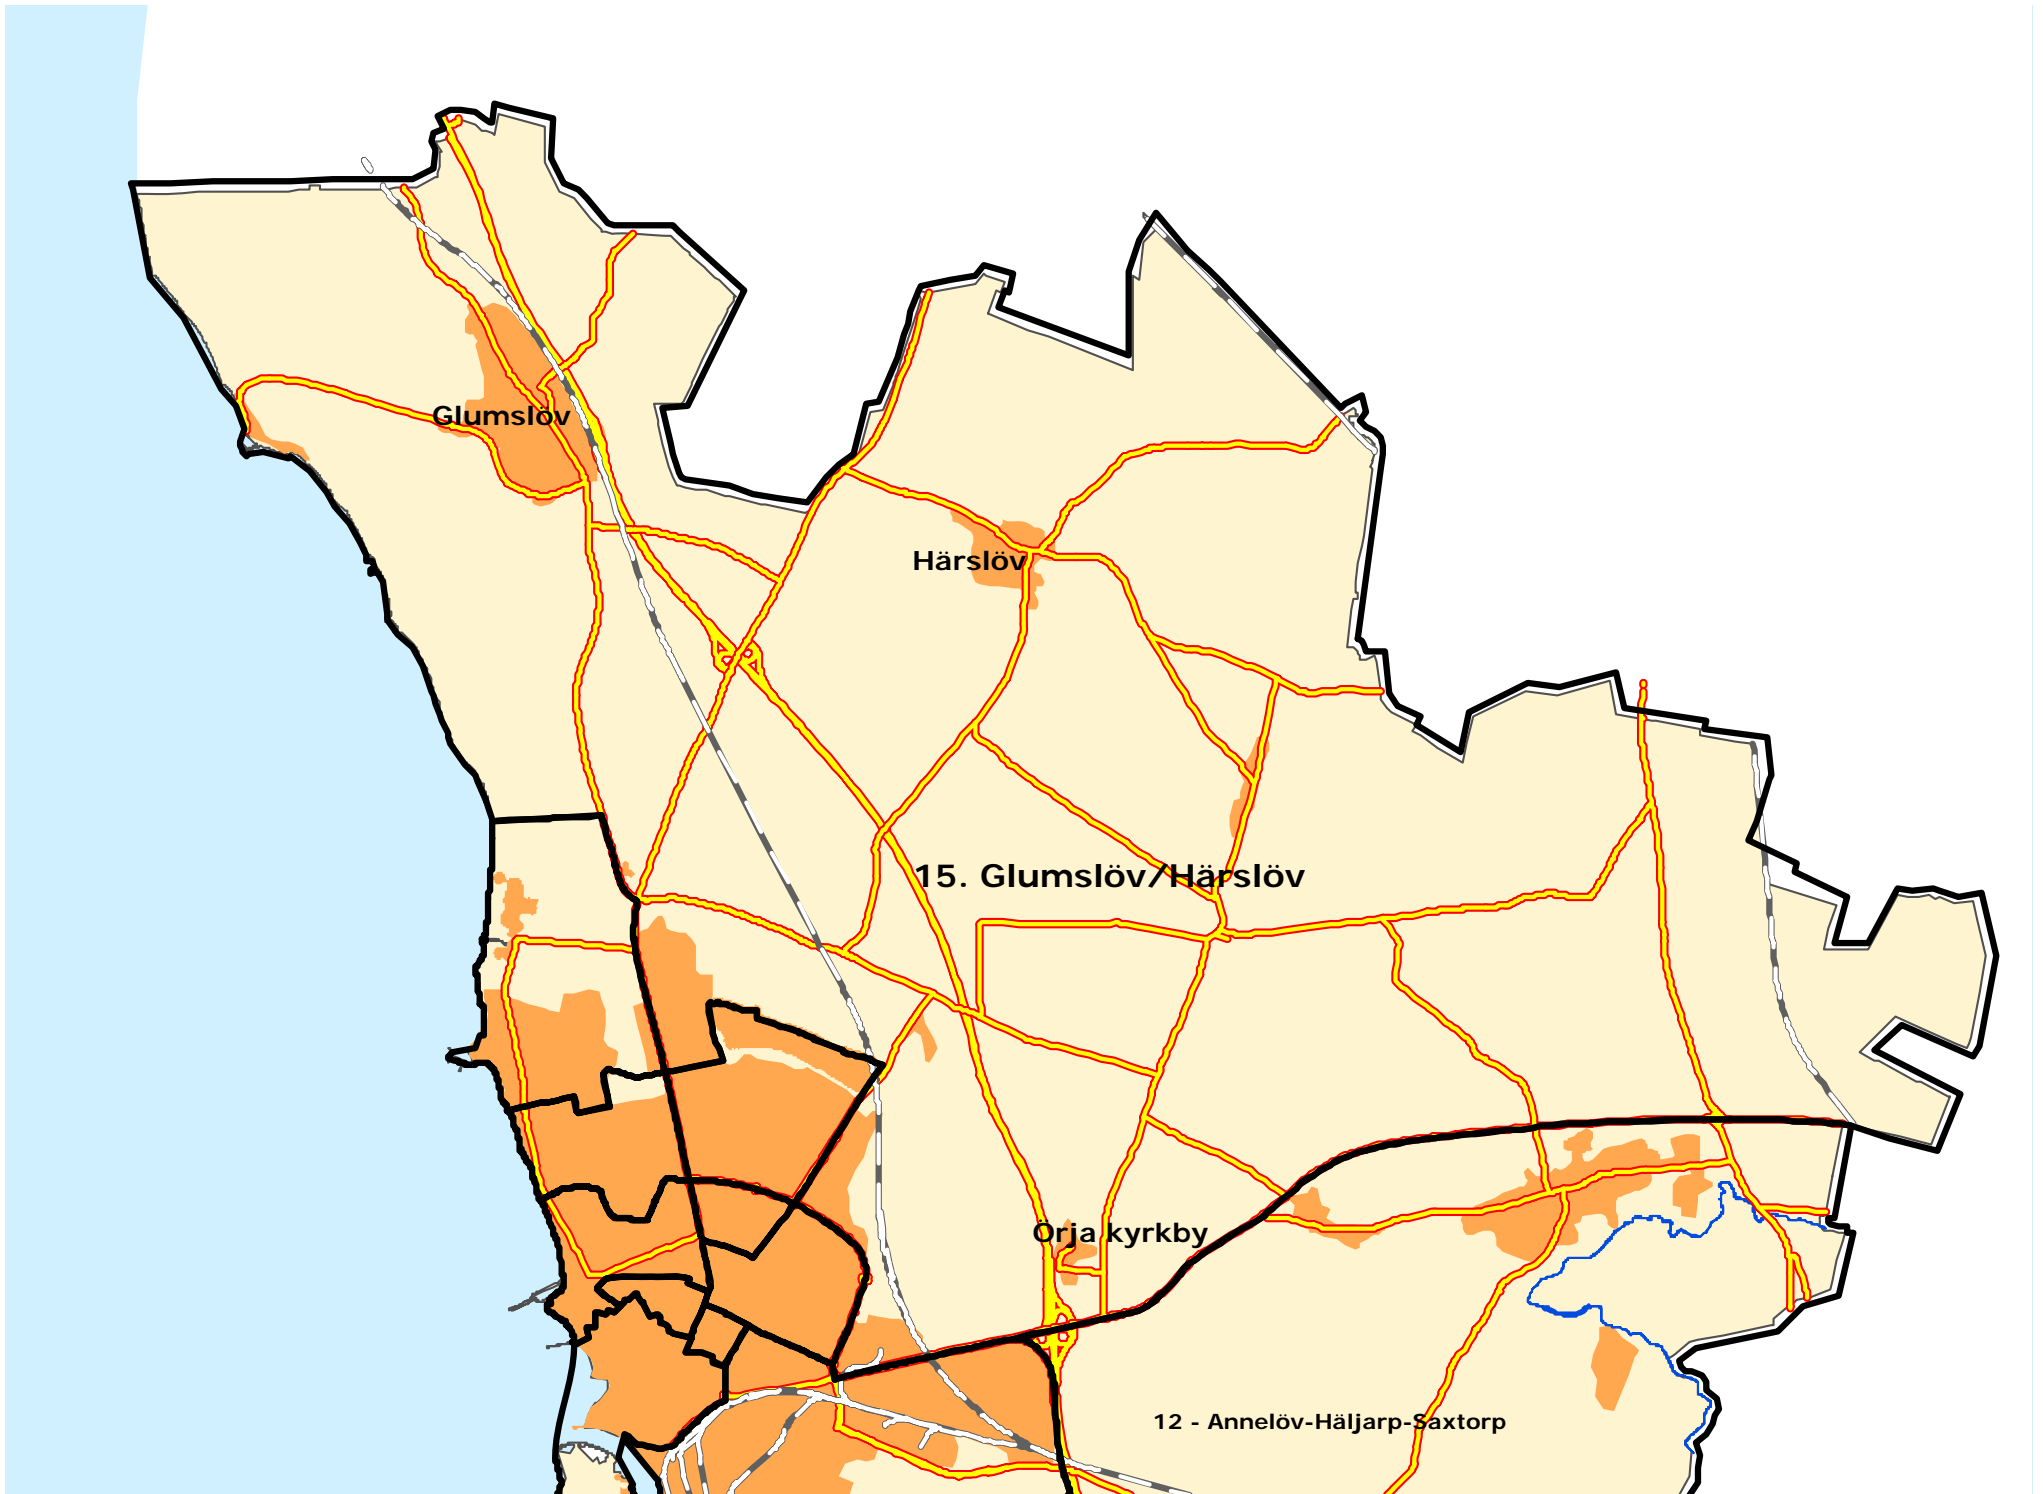 Glumslöv
Härslöv
15. Glumslöv/Härslöv
Örja kyrkby
12 - Annelöv-Häljarp-Saxtorp